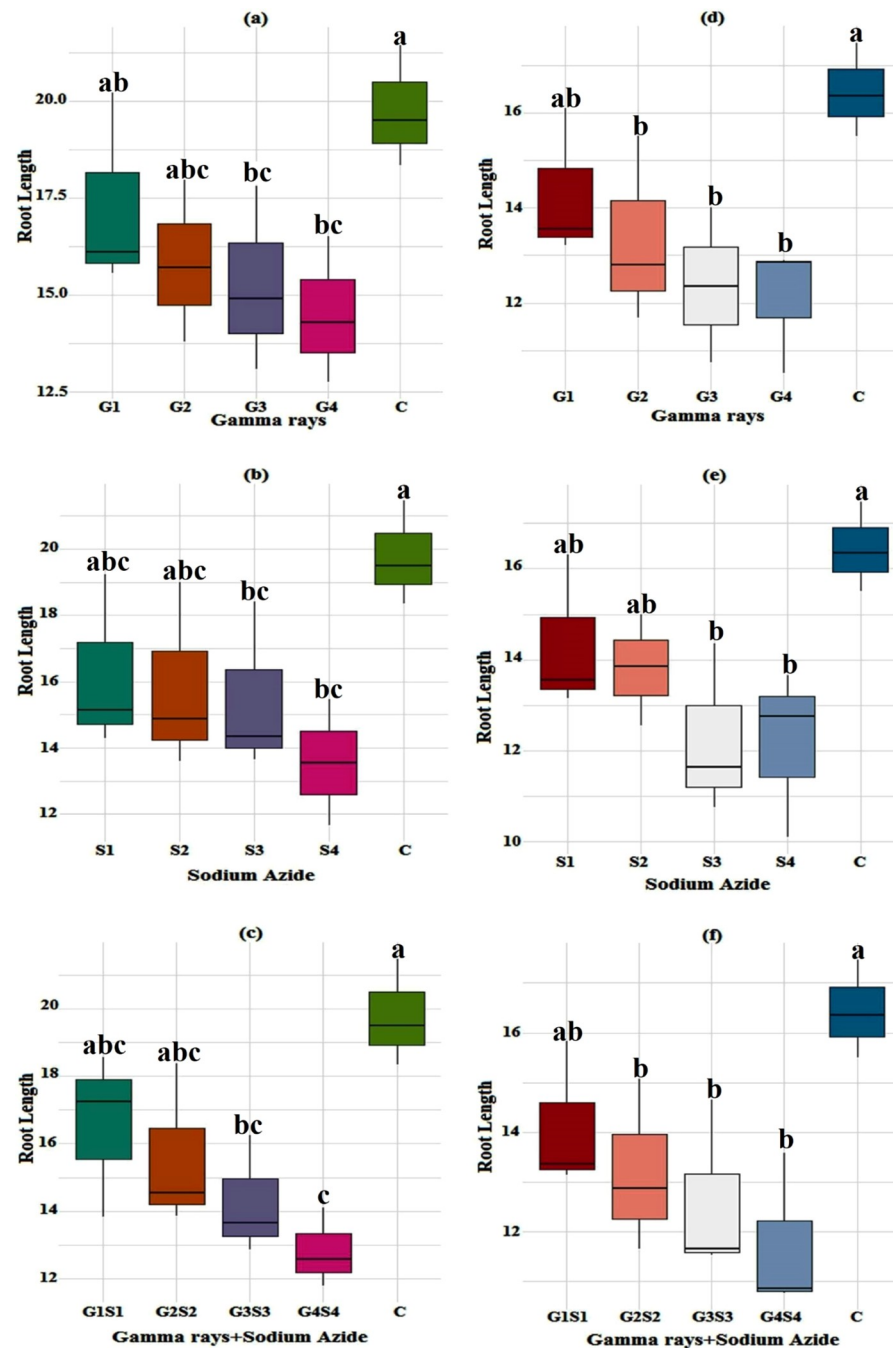 (a)
Root Length
20.0
17.5
15.0
12.5
ab
abc
bc
bc
a
G1 G2 G3 G4 C
Gamma rays
(d)
Root Length
16
14
12
ab
b
b
b
a
G1 G2 G3 G4 C
Gamma rays
(b)
Root Length
20
18
16
14
12
abc
abc
bc
bc
a
S1 S2 S3 S4 C
Sodium Azide
(e)
Root Length
16
14
12
10
ab
ab
b
b
a
S1 S2 S3 S4 C
Sodium Azide
(c)
Root Length
20
18
16
14
12
abc
abc
bc
c
a
G1S1 G2S2 G3S3 G4S4 C
Gamma rays+Sodium Azide
(f)
Root Length
16
14
12
ab
b
b
b
a
G1S1 G2S2 G3S3 G4S4 C
Gamma rays+Sodium Azide